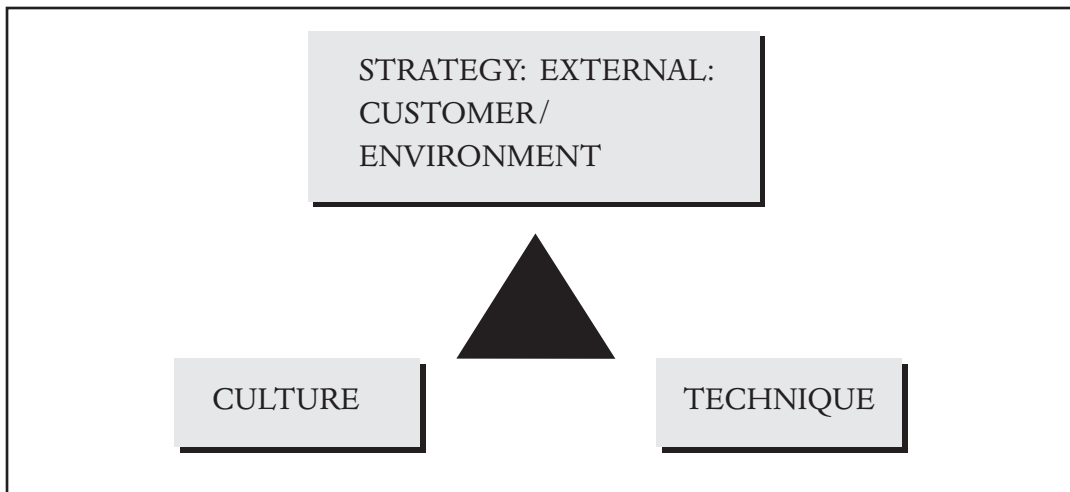 STRATEGY: EXTERNAL:
CUSTOMER/
ENVIRONMENT
CULTURE
TECHNIQUE